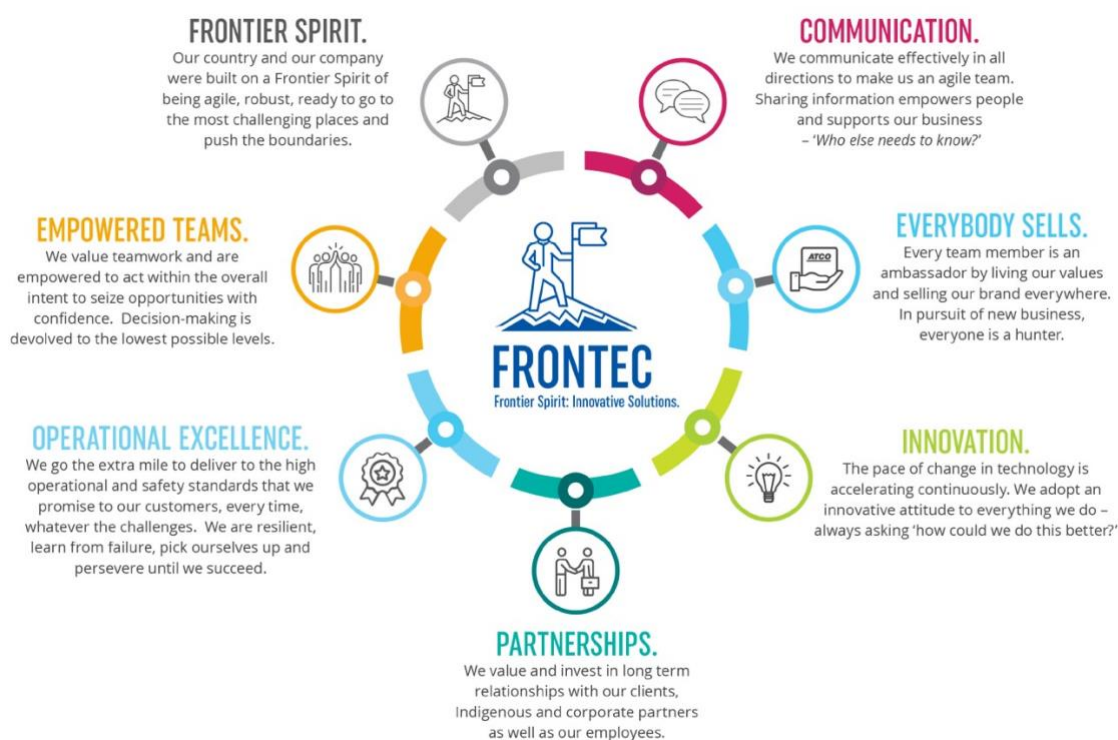 FRONTIER SPIRIT.
Our country and our company
were built on a Frontier Spirit of
being agile, robust, ready to go to
the most challenging places and
push the boundaries.
COMMUNICATION.
We communicate effectively in all
directions to make us an agile team.
Sharing information empowers people
and supports our business
– ‘Who else needs to know?’
EMPOWERED TEAMS.
We value teamwork and are
empowered to act within the overall
intent to seize opportunities with
confidence. Decision-making is
devolved to the lowest possible levels.
EVERYBODY SELLS.
Every team member is an
ambassador by living our values
and selling our brand everywhere.
In pursuit of new business,
everyone is a hunter.
ATCO
FRONTEC
Frontier Spirit: Innovative Solutions.
OPERATIONAL EXCELLENCE.
We go the extra mile to deliver to the high
operational and safety standards that we
promise to our customers, every time,
whatever the challenges. We are resilient,
learn from failure, pick ourselves up and
persevere until we succeed.
INNOVATION.
The pace of change in technology is
accelerating continuously. We adopt an
innovative attitude to everything we do –
always asking ‘how could we do this better?’
PARTNERSHIPS.
We value and invest in long term
relationships with our clients,
Indigenous and corporate partners
as well as our employees.